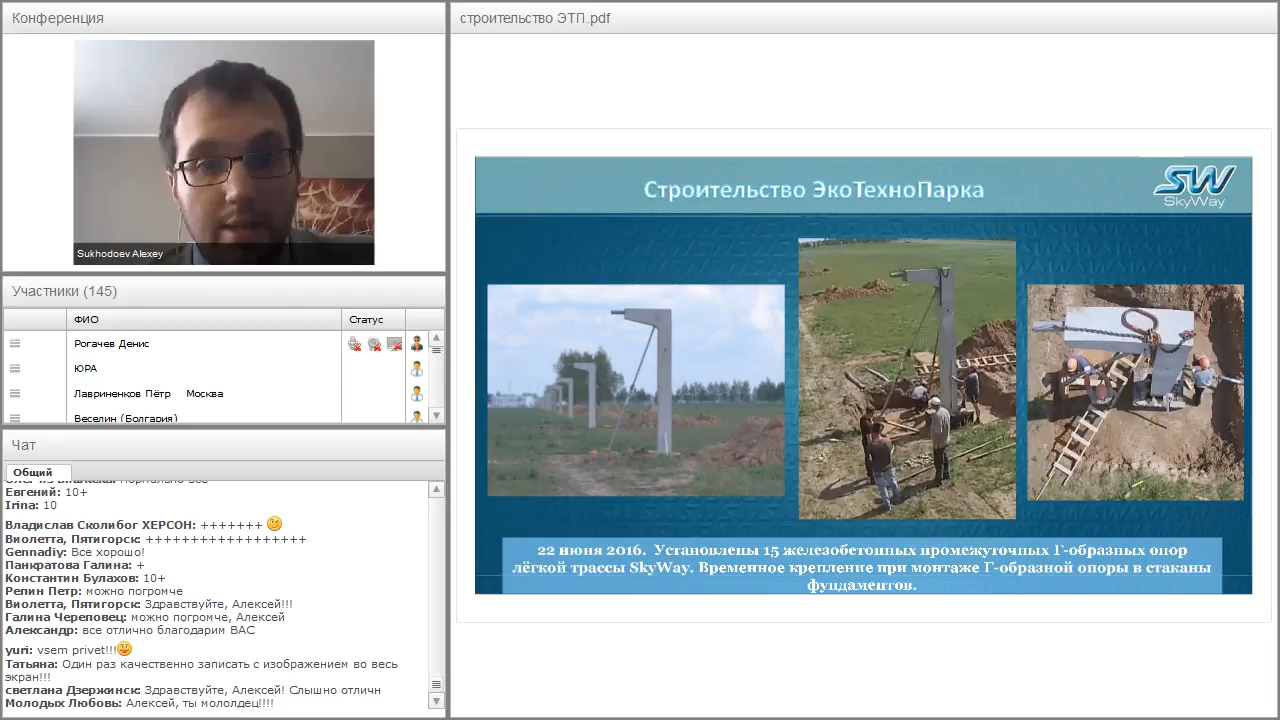 Конференция
Sukhodoev Alexey
Участники (145)
ФИО
Статус
Рогачев Денис
ЮРА
Лавриненков Пётр Москва
Веселин (Болгария)
Чат
Общий
Евгений: 10+
Irina: 10
Владислав Сколибог ХЕРСОН: +++++++
Виолетта, Пятигорск: ++++++++++++++++++
Gennadiy: Все хорошо!
Панкратова Галина: +
Константин Булахов: 10+
Репин Петр: можно погромче
Виолетта, Пятигорск: Здравствуйте, Алексей!!!
Галина Череповец: можно погромче, Алексей
Александр: все отлично благодарим ВАС
yuri: vsem privet!!!
Татьяна: Один раз качественно записать с изображением во весь
экран!!!
светлана Дзержинск: Здравствуйте, Алексей! Слышно отличн
Молодых Любовь: Алексей, ты мололдец!!!!
строительство ЭТП.pdf
Строительство ЭкоТехноПарка
SW
SkyWay
22 июня 2016. Установлены 15 железобетонных промежуточных Г-образных опор
лёгкой трассы SkyWay. Временное крепление при монтаже Г-образной опоры в стаканы
фундаментов.